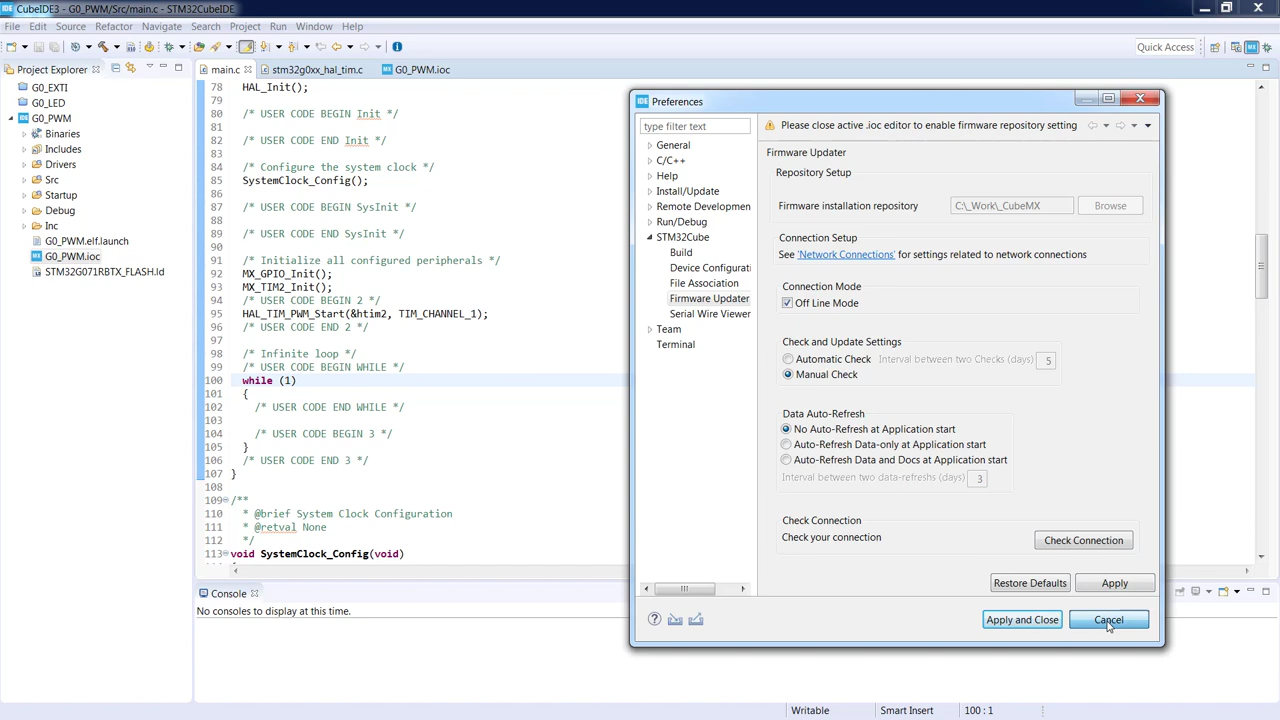 IDE CubeIDE3 - G0_PWM/Src/main.c - STM32CubeIDE
File Edit Source Refactor Navigate Search Project Run Window Help
Quick Access
Project Explorer
main.c
stm32g0xx_hal_tim.c
MX G0_PWM.ioc
G0_EXTI
G0_LED
G0_PWM
Binaries
Includes
Drivers
Src
Startup
Debug
Inc
G0_PWM.elf.launch
MX G0_PWM.ioc
STM32G071RBTX_FLASH.ld
78 HAL_Init();
79
80 /* USER CODE BEGIN Init */
81
82 /* USER CODE END Init */
83
84 /* Configure the system clock */
85 SystemClock_Config();
86
87 /* USER CODE BEGIN SysInit */
88
89 /* USER CODE END SysInit */
90
91 /* Initialize all configured peripherals */
92 MX_GPIO_Init();
93 MX_TIM2_Init();
94 /* USER CODE BEGIN 2 */
95 HAL_TIM_PWM_Start(&htim2, TIM_CHANNEL_1);
96 /* USER CODE END 2 */
97
98 /* Infinite loop */
99 /* USER CODE BEGIN WHILE */
100 while (1)
101 {
102 /* USER CODE END WHILE */
103
104 /* USER CODE BEGIN 3 */
105 }
106 /* USER CODE END 3 */
107 }
108
109 /**
110 * @brief System Clock Configuration
111 * @retval None
112 */
113 void SystemClock_Config(void)
Console
No consoles to display at this time.
IDE Preferences
type filter text
General
C/C++
Help
Install/Update
Remote Developmen
Run/Debug
STM32Cube
Build
Device Configurati
File Association
Firmware Updater
Serial Wire Viewer
Team
Terminal
Please close active .ioc editor to enable firmware repository setting
Firmware Updater
Repository Setup
Firmware installation repository C:\_Work\_CubeMX Browse
Connection Setup
See 'Network Connections' for settings related to network connections
Connection Mode
Off Line Mode
Check and Update Settings
Automatic Check Interval between two Checks (days) 5
Manual Check
Data Auto-Refresh
No Auto-Refresh at Application start
Auto-Refresh Data-only at Application start
Auto-Refresh Data and Docs at Application start
Interval between two data-refreshs (days) 3
Check Connection
Check your connection Check Connection
Restore Defaults Apply
Apply and Close Cancel
Writable Smart Insert 100 : 1